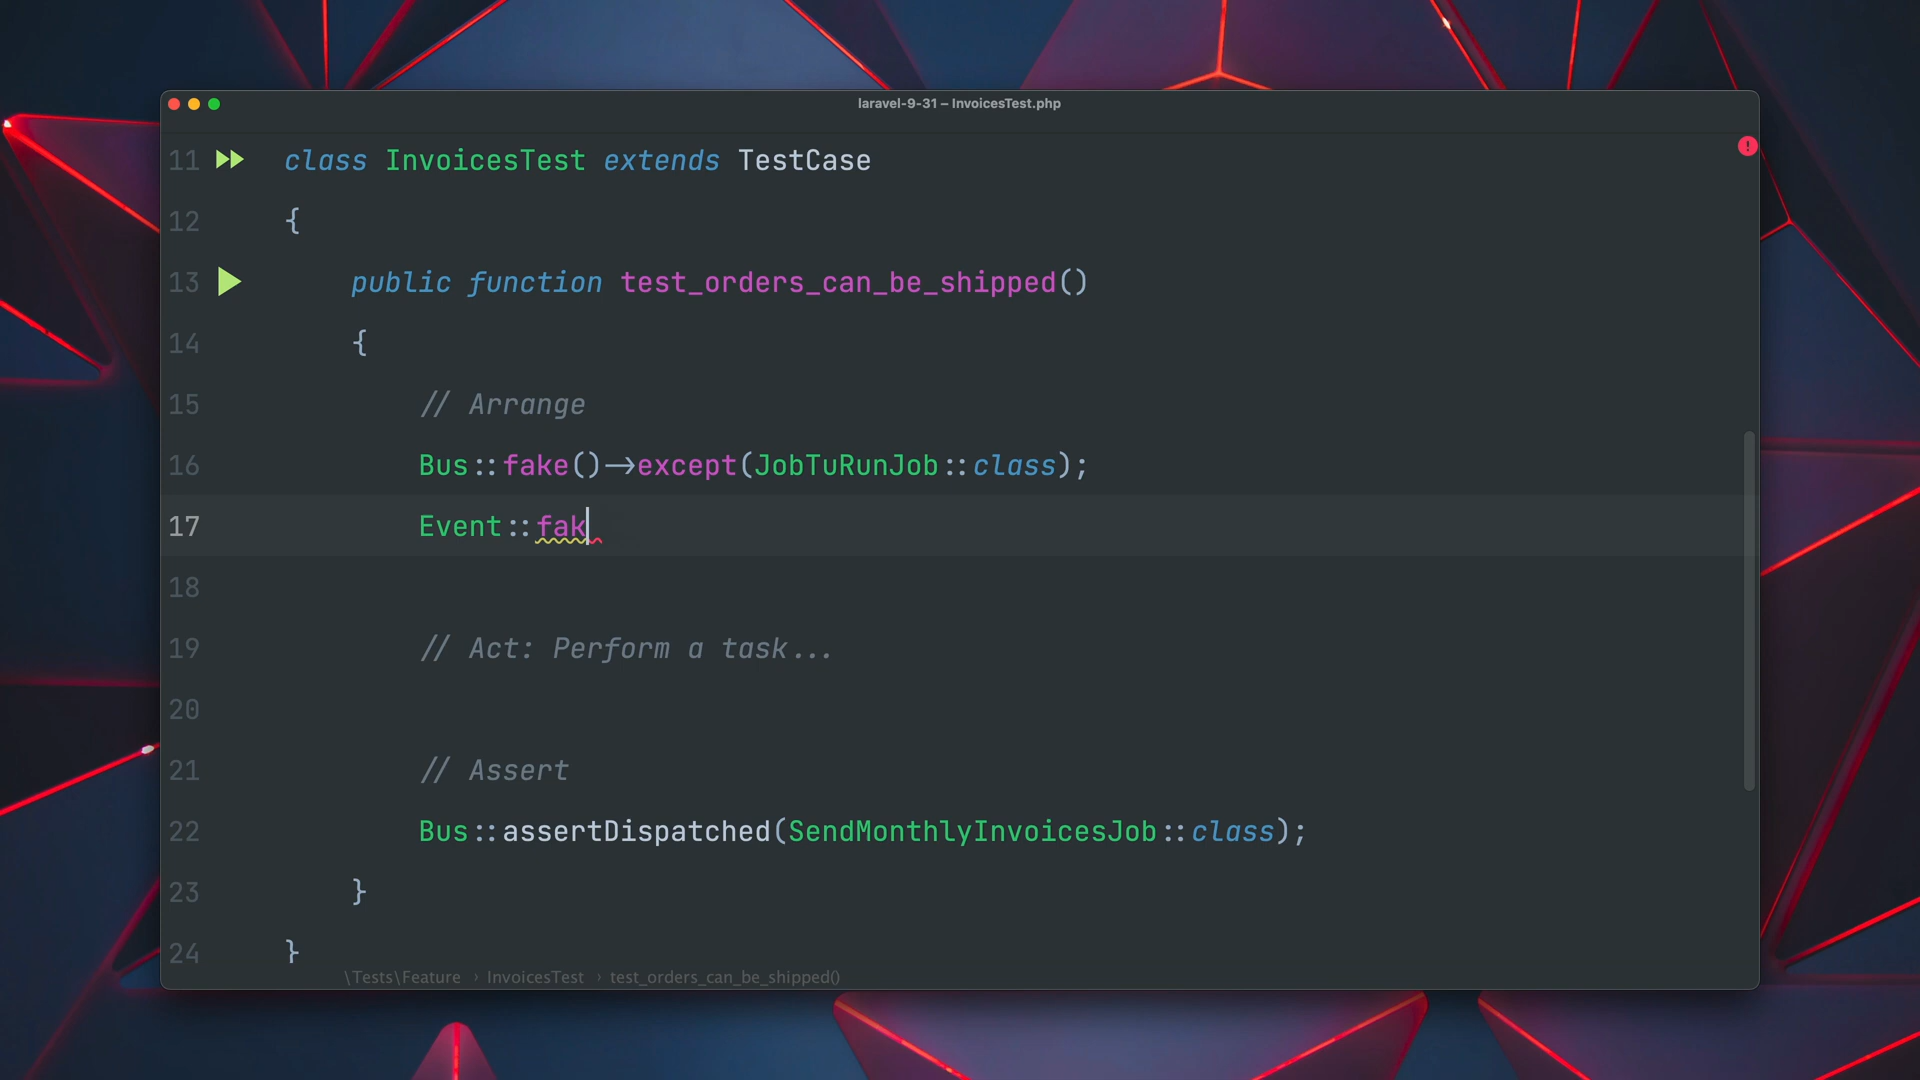 laravel-9-31 – InvoicesTest.php
11 class InvoicesTest extends TestCase
12 {
13 public function test_orders_can_be_shipped()
14 {
15 // Arrange
16 Bus::fake()->except(JobTuRunJob::class);
17 Event::fak
18
19 // Act: Perform a task...
20
21 // Assert
22 Bus::assertDispatched(SendMonthlyInvoicesJob::class);
23 }
24 }
\Tests\Feature › InvoicesTest › test_orders_can_be_shipped()